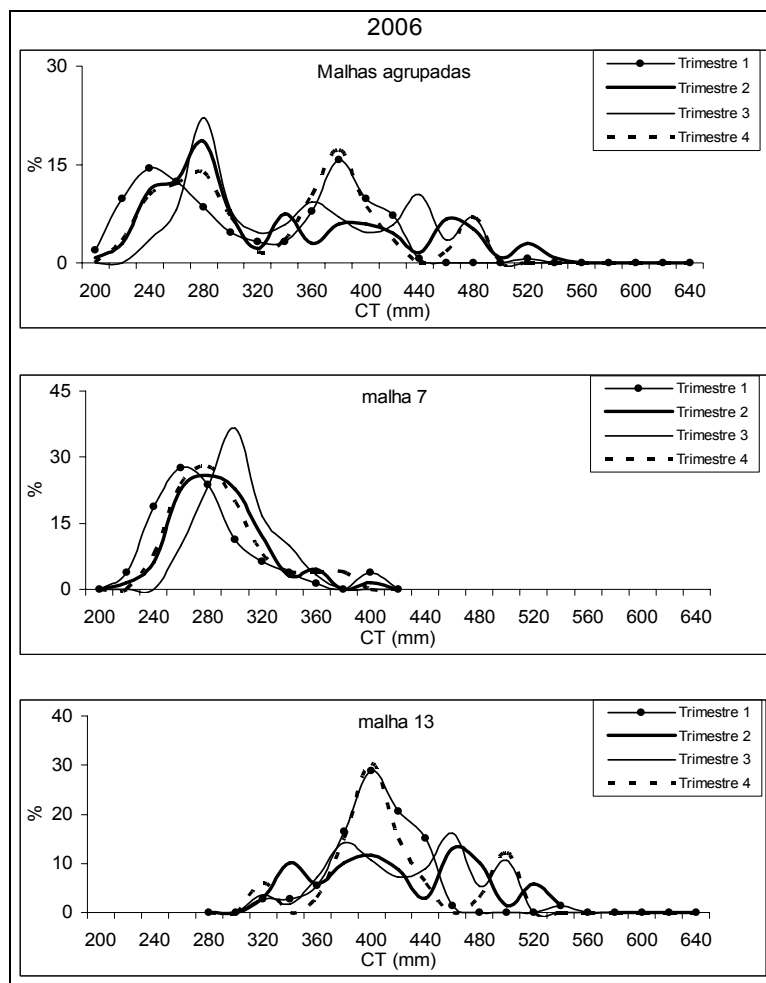 2006
Malhas agrupadas
Trimestre 1
Trimestre 2
Trimestre 3
Trimestre 4
30
15
0
%
200 240 280 320 360 400 440 480 520 560 600 640
CT (mm)
malha 7
Trimestre 1
Trimestre 2
Trimestre 3
Trimestre 4
45
30
15
0
%
200 240 280 320 360 400 440 480 520 560 600 640
CT (mm)
malha 13
Trimestre 1
Trimestre 2
Trimestre 3
Trimestre 4
40
30
20
10
0
%
200 240 280 320 360 400 440 480 520 560 600 640
CT (mm)